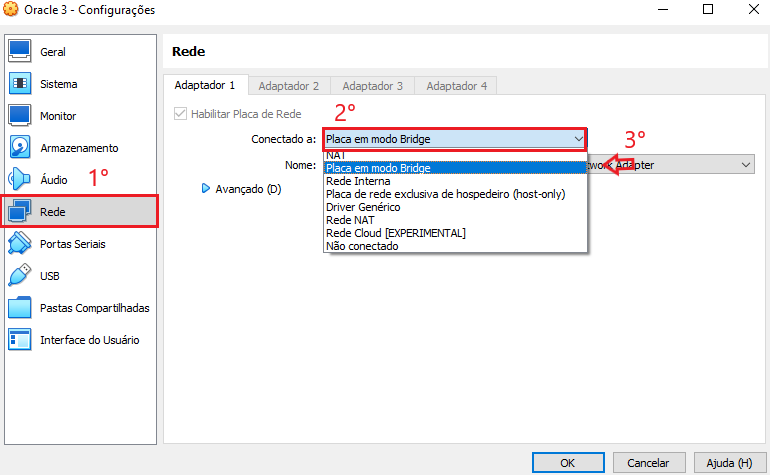 Oracle 3 - Configurações
Geral
Sistema
Monitor
Armazenamento
Áudio
1°
Rede
Portas Seriais
USB
Pastas Compartilhadas
Interface do Usuário
Rede
Adaptador 1 Adaptador 2 Adaptador 3 Adaptador 4
Habilitar Placa de Rede
2°
Conectado a: Placa em modo Bridge
3°
Nome:
NAT
Placa em modo Bridge
Adapter
Rede Interna
Placa de rede exclusiva de hospedeiro (host-only)
Driver Genérico
Rede NAT
Rede Cloud [EXPERIMENTAL]
Não conectado
Avançado (D)
OK Cancelar Ajuda (H)